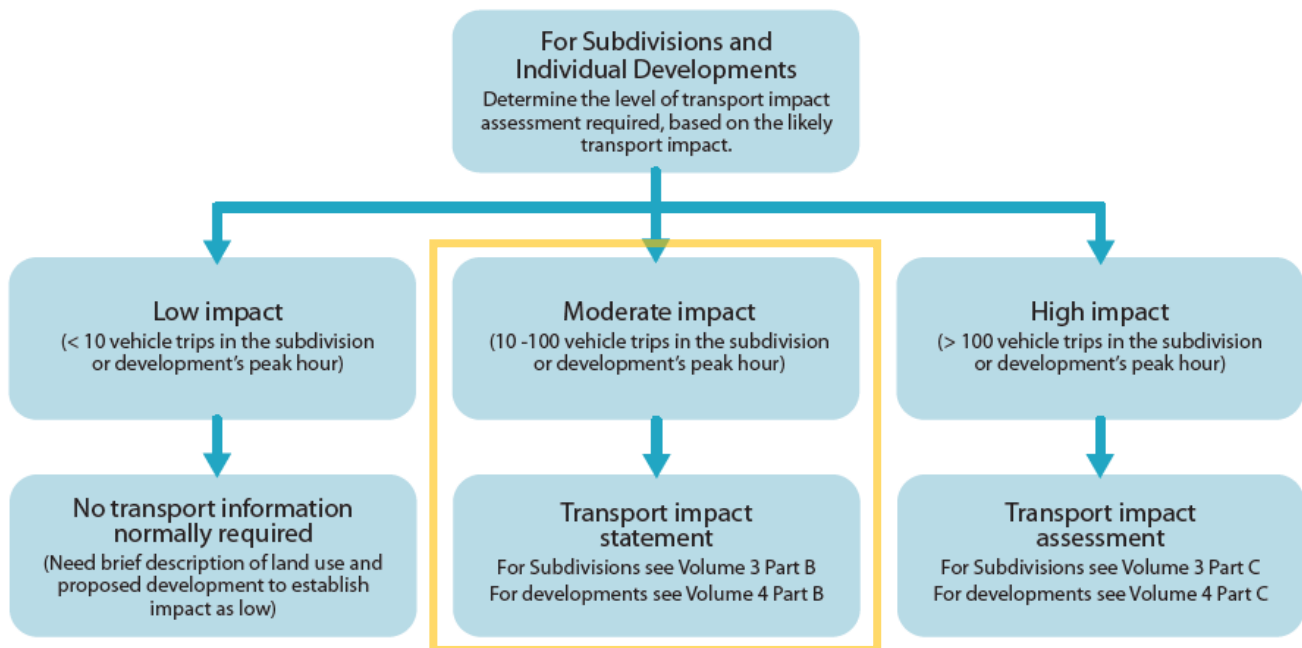 For Subdivisions and
Individual Developments
Determine the level of transport impact
assessment required, based on the likely
transport impact.
Low impact
(< 10 vehicle trips in the subdivision
or development's peak hour)
Moderate impact
(10 -100 vehicle trips in the subdivision
or development's peak hour)
High impact
(> 100 vehicle trips in the subdivision
or development's peak hour)
No transport information
normally required
(Need brief description of land use and
proposed development to establish
impact as low)
Transport impact
statement
For Subdivisions see Volume 3 Part B
For developments see Volume 4 Part B
Transport impact
assessment
For Subdivisions see Volume 3 Part C
For developments see Volume 4 Part C